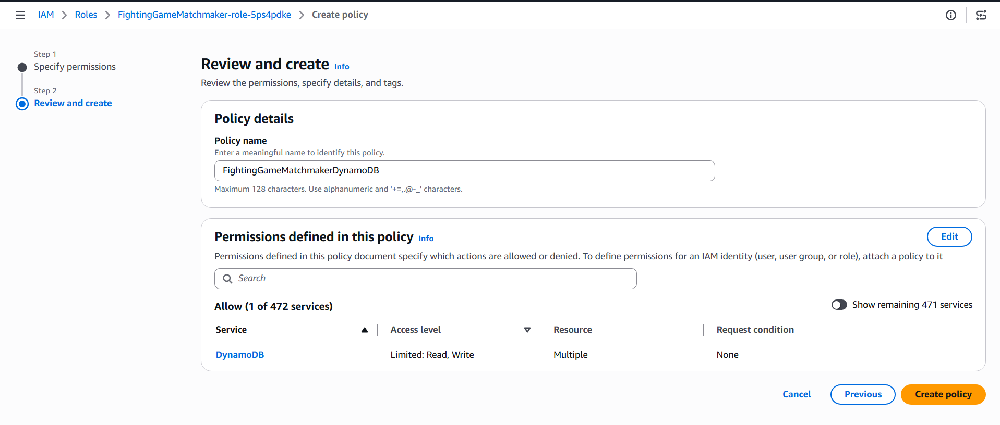 IAM > Roles > FightingGameMatchmaker-role-5ps4pdke > Create policy
Step 1
Specify permissions
Step 2
Review and create
Review and create Info
Review the permissions, specify details, and tags.
Policy details
Policy name
Enter a meaningful name to identify this policy.
FightingGameMatchmakerDynamoDB
Maximum 128 characters. Use alphanumeric and '+=,.@-_' characters.
Permissions defined in this policy Info
Edit
Permissions defined in this policy document specify which actions are allowed or denied. To define permissions for an IAM identity (user, user group, or role), attach a policy to it
Search
Allow (1 of 472 services)
Show remaining 471 services
Service Access level Resource Request condition
DynamoDB Limited: Read, Write Multiple None
Cancel Previous Create policy